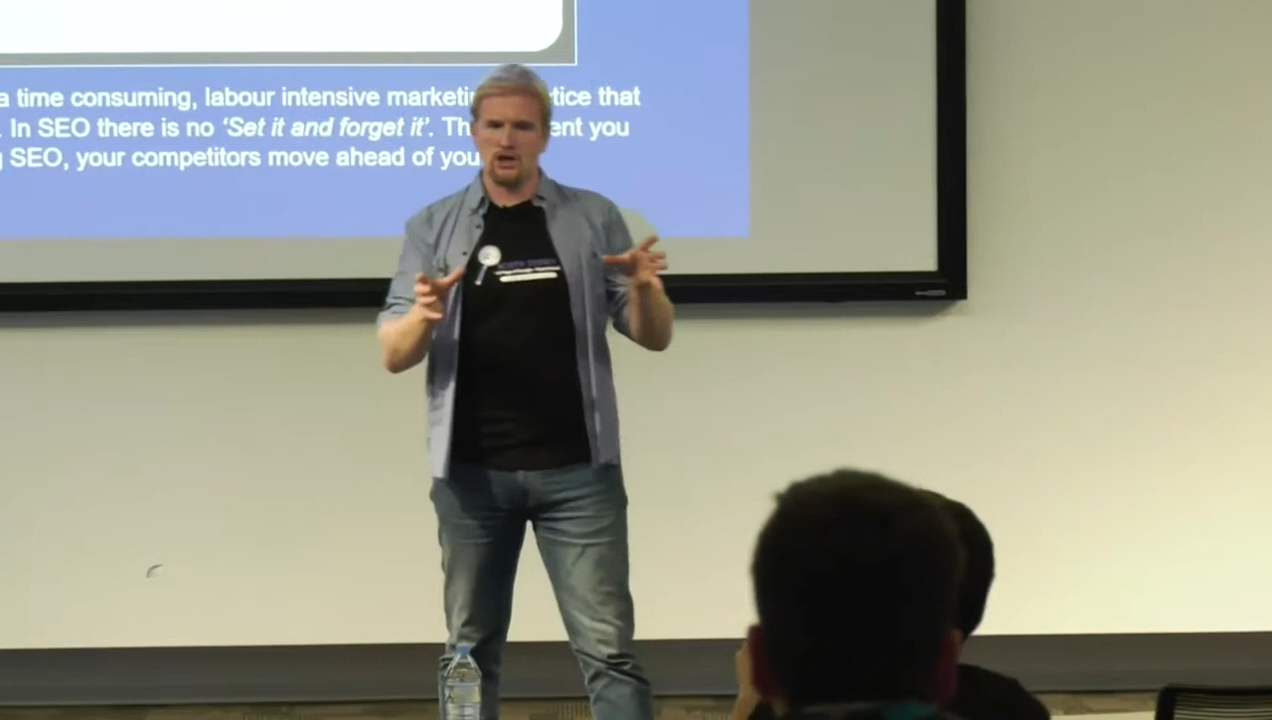 a time consuming, labour intensive marketi tice that
. In SEO there is no ‘Set it and forget it’. Th ent you
g SEO, your competitors move ahead of you